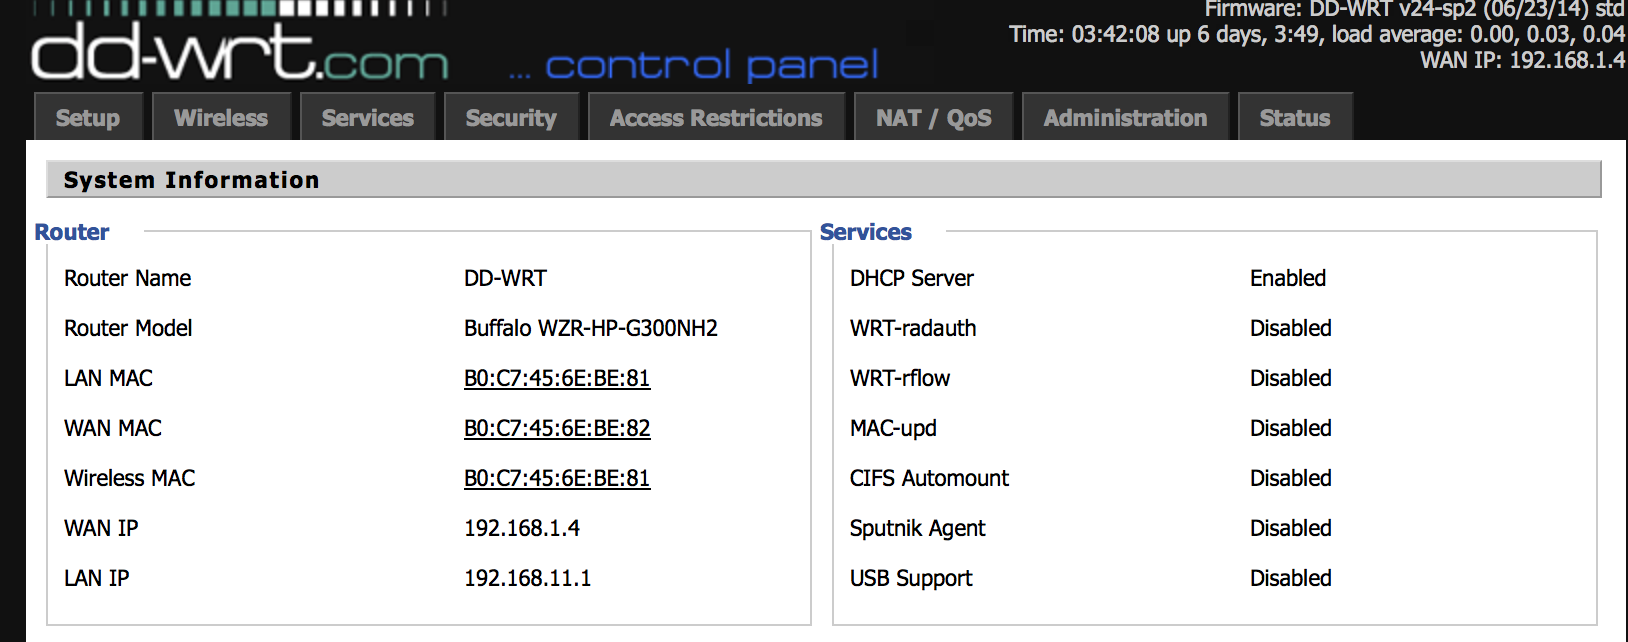 Firmware: DD-WRT v24-sp2 (06/23/14) std
Time: 03:42:08 up 6 days, 3:49, load average: 0.00, 0.03, 0.04
WAN IP: 192.168.1.4
dd-wrt.com ... control panel
Setup Wireless Services Security Access Restrictions NAT / QoS Administration Status
System Information
Router
Router Name DD-WRT
Router Model Buffalo WZR-HP-G300NH2
LAN MAC B0:C7:45:6E:BE:81
WAN MAC B0:C7:45:6E:BE:82
Wireless MAC B0:C7:45:6E:BE:81
WAN IP 192.168.1.4
LAN IP 192.168.11.1
Services
DHCP Server Enabled
WRT-radauth Disabled
WRT-rflow Disabled
MAC-upd Disabled
CIFS Automount Disabled
Sputnik Agent Disabled
USB Support Disabled